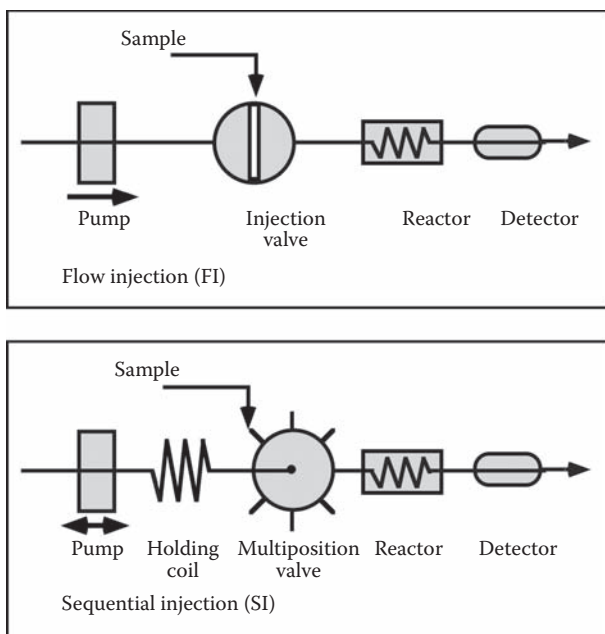 Sample
Pump
Injection
valve
Reactor
Detector
Flow injection (FI)
Sample
Pump
Holding
coil
Multiposition
valve
Reactor
Detector
Sequential injection (SI)